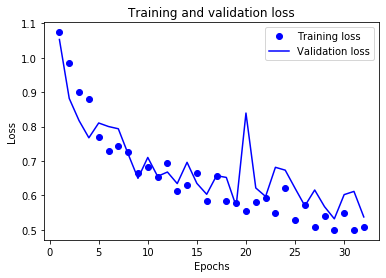 Training and validation loss
Training loss
Validation loss
1.1
1.0
0.9
0.8
0.7
0.6
0.5
Loss
0
5
10
15
20
25
30
Epochs